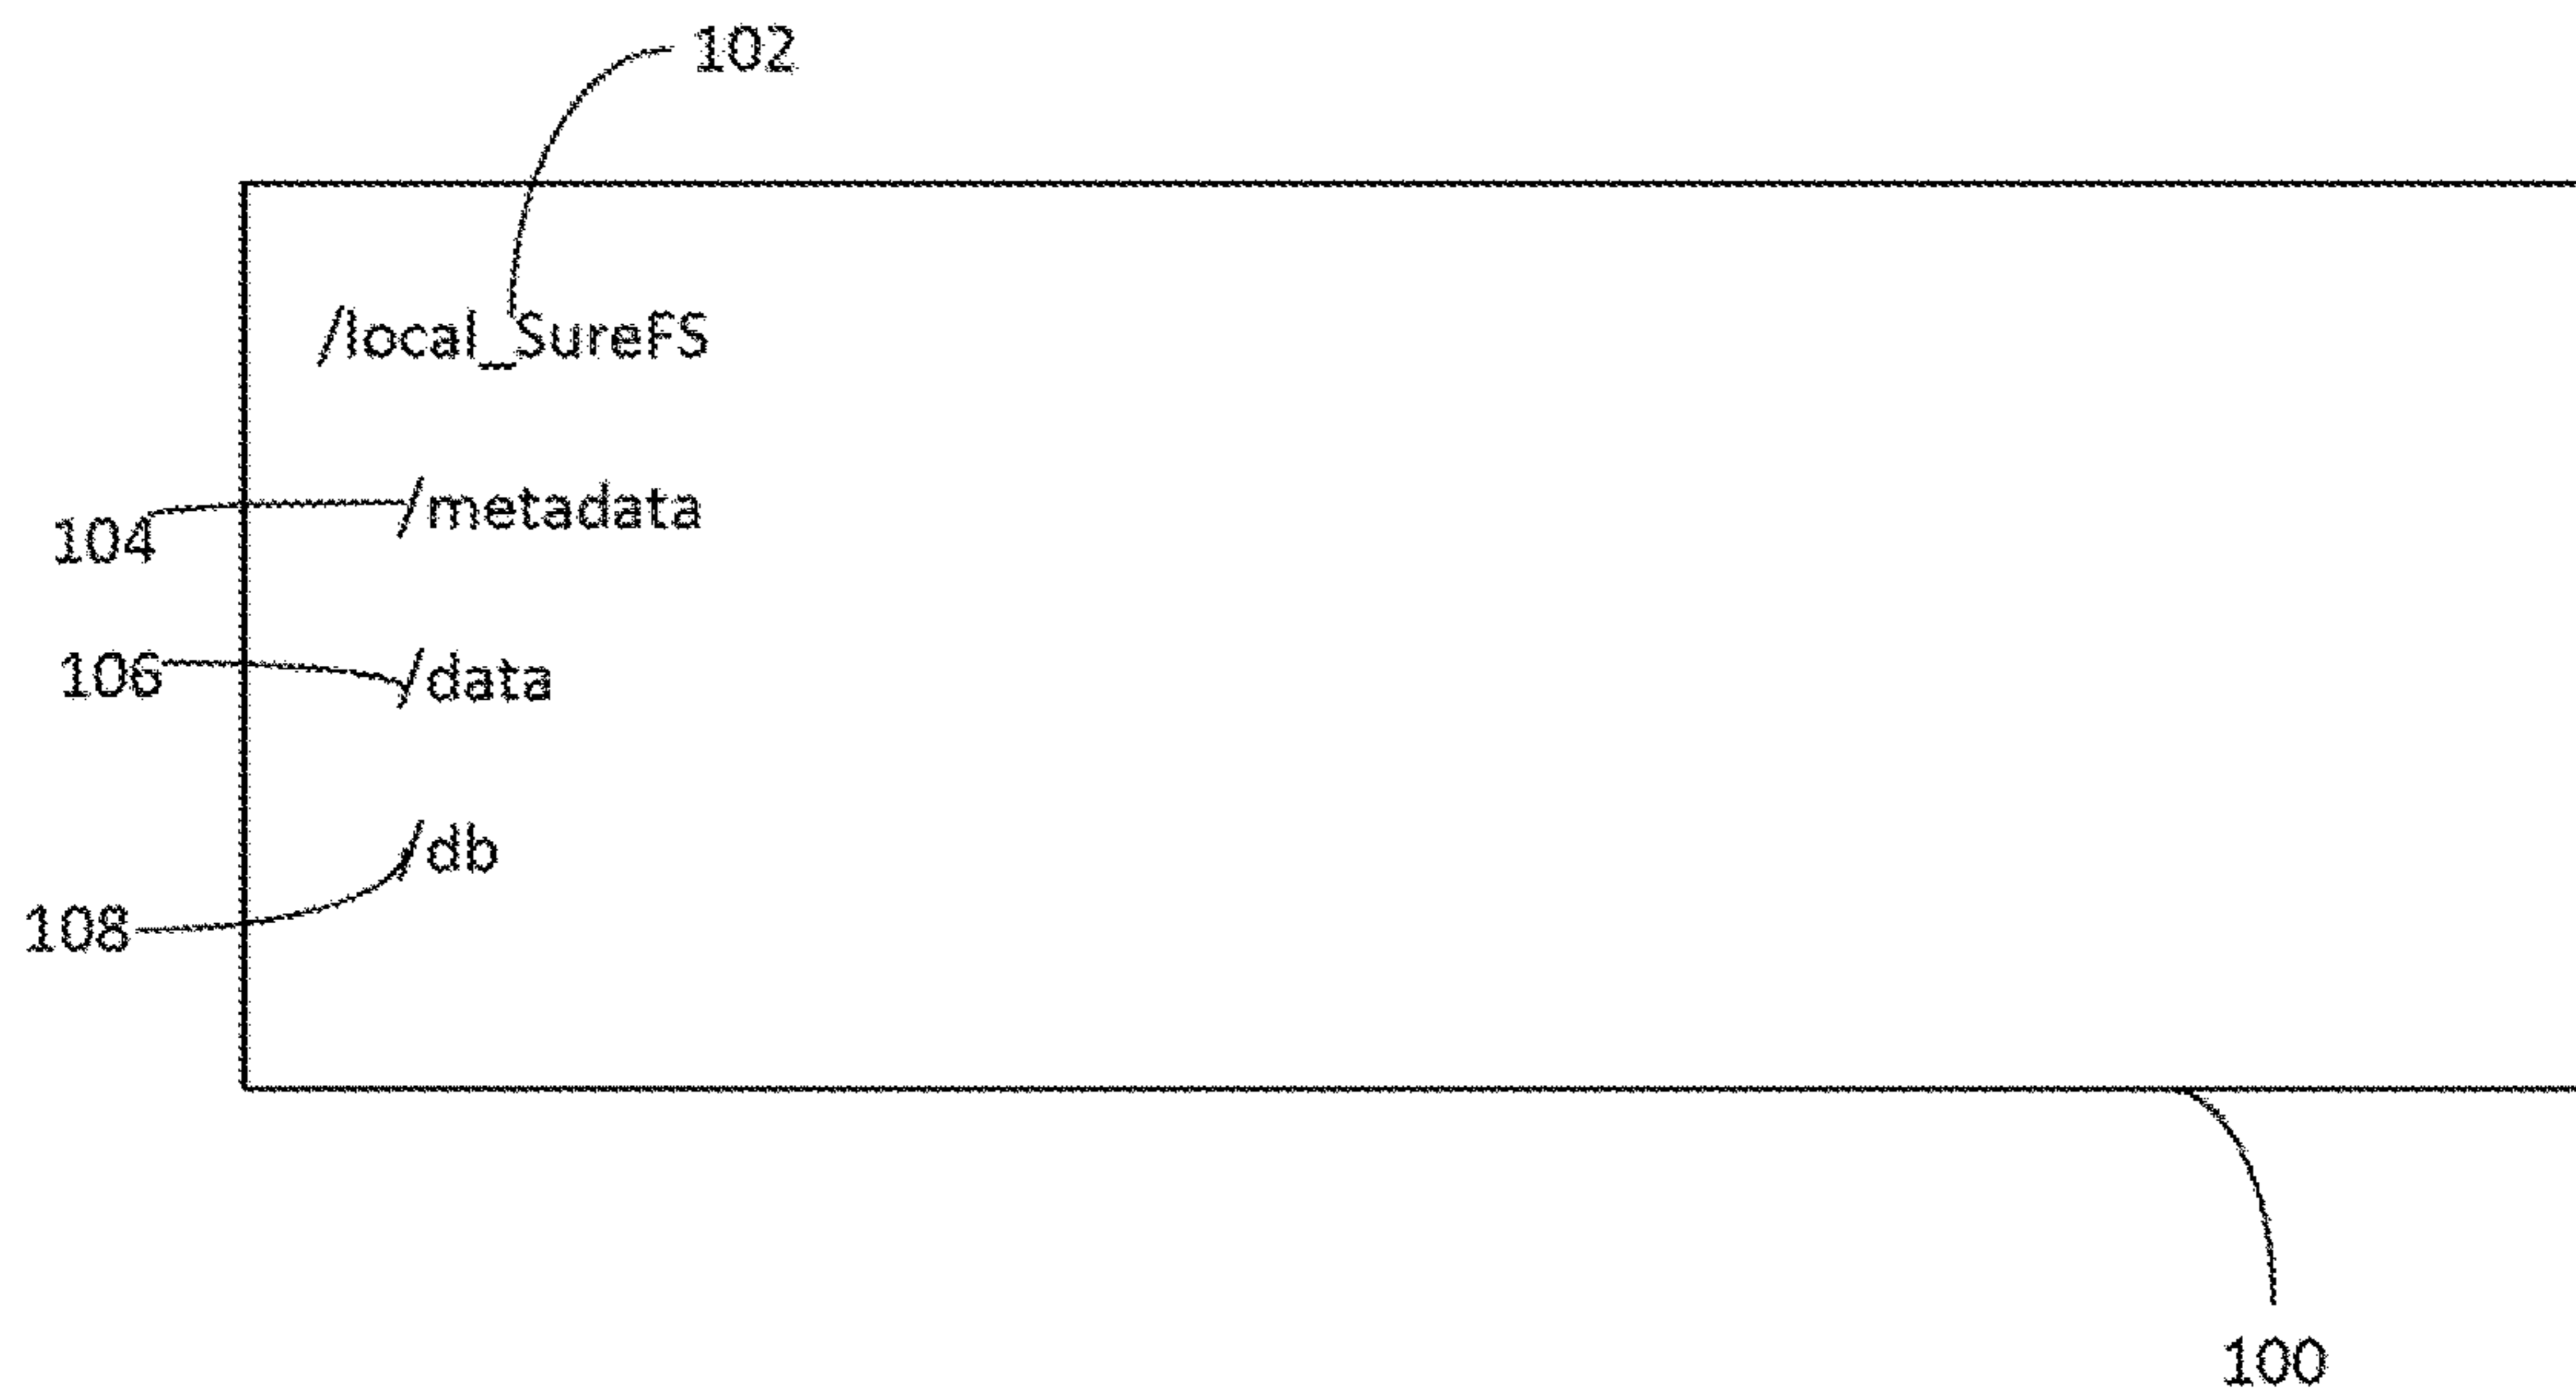 102
/local_SureFS
/metadata
104
/data
106
/db
108
100